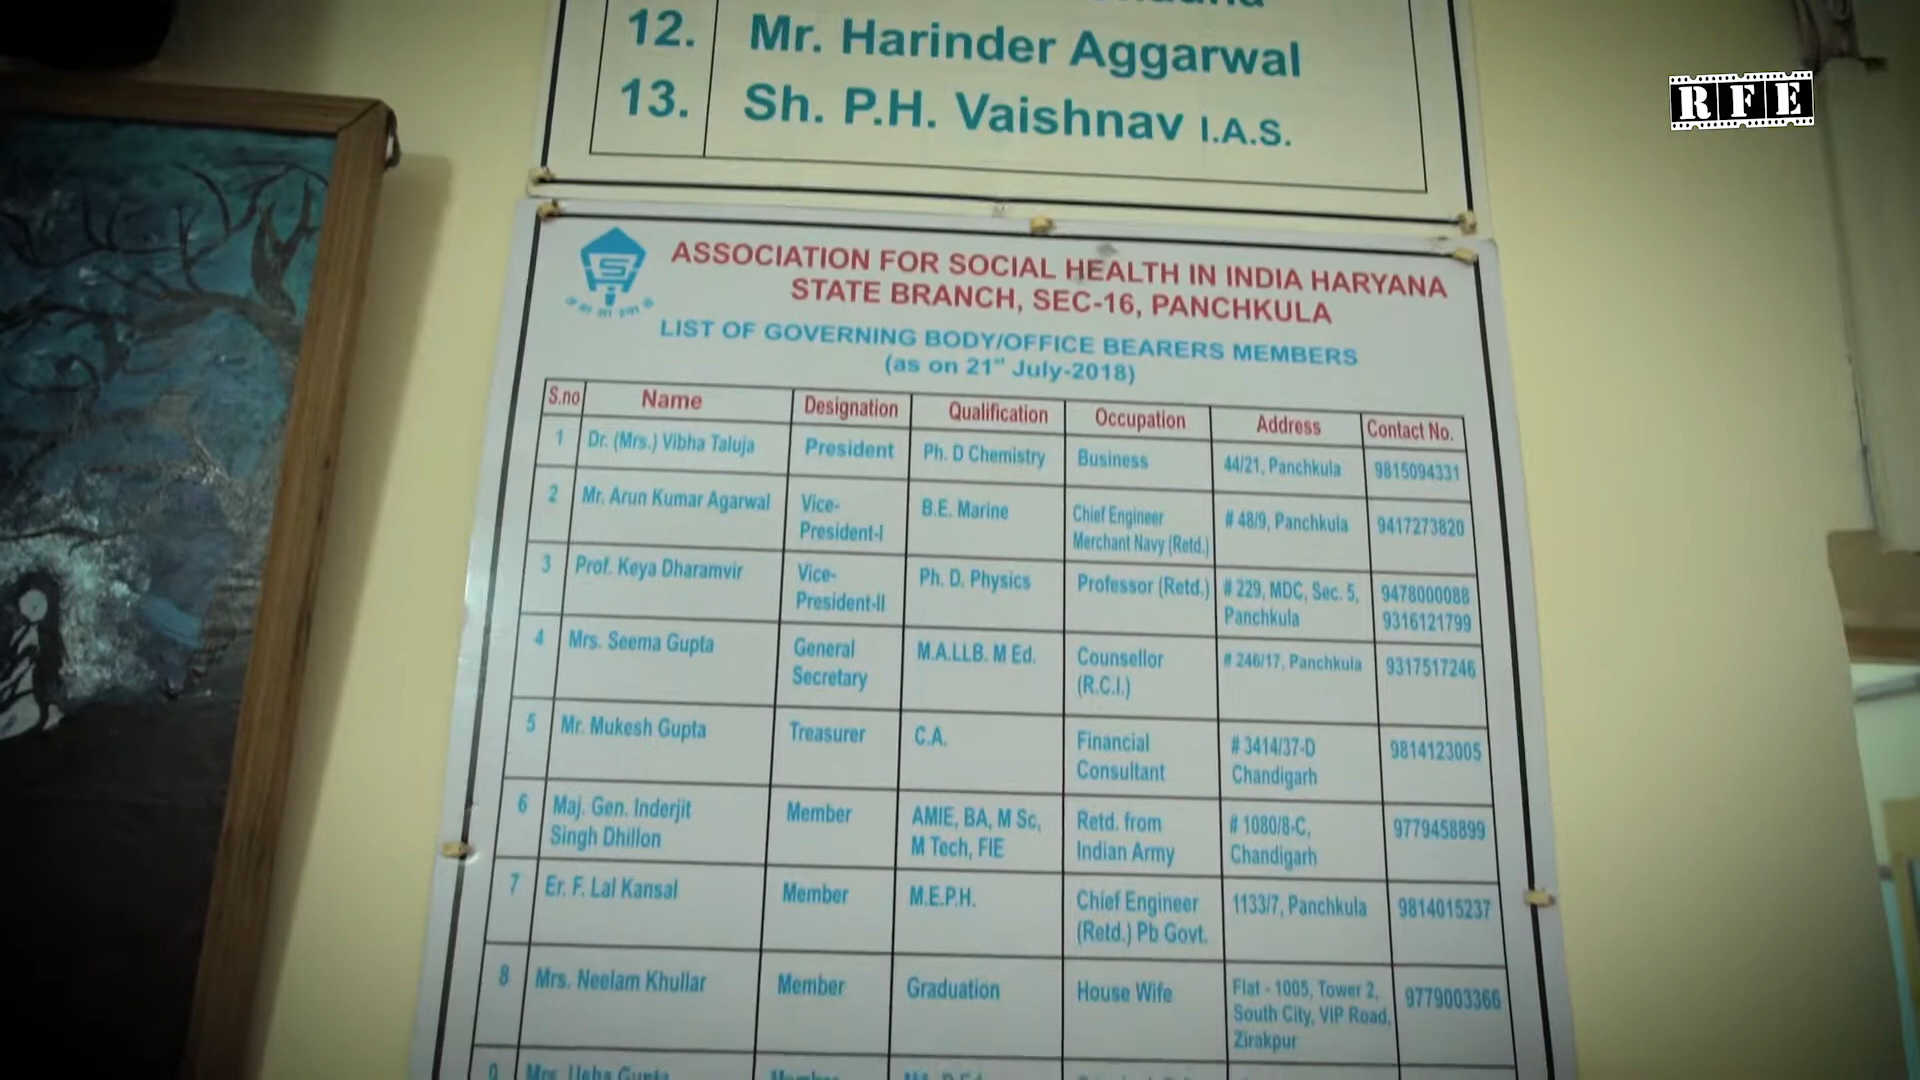 12. Mr. Harinder Aggarwal
13. Sh. P.H. Vaishnav I.A.S.
RFE
ASSOCIATION FOR SOCIAL HEALTH IN INDIA HARYANA
STATE BRANCH, SEC-16, PANCHKULA
LIST OF GOVERNING BODY/OFFICE BEARERS MEMBERS
(as on 21st July-2018)
S.no Name Designation Qualification Occupation Address Contact No.
1 Dr. (Mrs.) Vibha Taluja President Ph. D Chemistry Business 44/21, Panchkula 9815094331
2 Mr. Arun Kumar Agarwal Vice- B.E. Marine Chief Engineer # 48/9, Panchkula 9417273820
President-I Merchant Navy (Retd.)
3 Prof. Keya Dharamvir Vice- Ph. D. Physics Professor (Retd.) # 229, MDC, Sec. 5, 9478000088
President-II Panchkula 9316121799
4 Mrs. Seema Gupta General M.A.LLB. M Ed. Counsellor # 246/17, Panchkula 9317517246
Secretary (R.C.I.)
5 Mr. Mukesh Gupta Treasurer C.A. Financial # 3414/37-D 9814123005
Consultant Chandigarh
6 Maj. Gen. Inderjit Member AMIE, BA, M Sc, Retd. from # 1080/8-C, 9779458899
Singh Dhillon M Tech, FIE Indian Army Chandigarh
7 Er. F. Lal Kansal Member M.E.P.H. Chief Engineer 1133/7, Panchkula 9814015237
(Retd.) Pb Govt.
8 Mrs. Neelam Khullar Member Graduation House Wife Flat - 1005, Tower 2, 9779003366
South City, VIP Road,
Zirakpur
9 Mrs. Usha Gupta Member